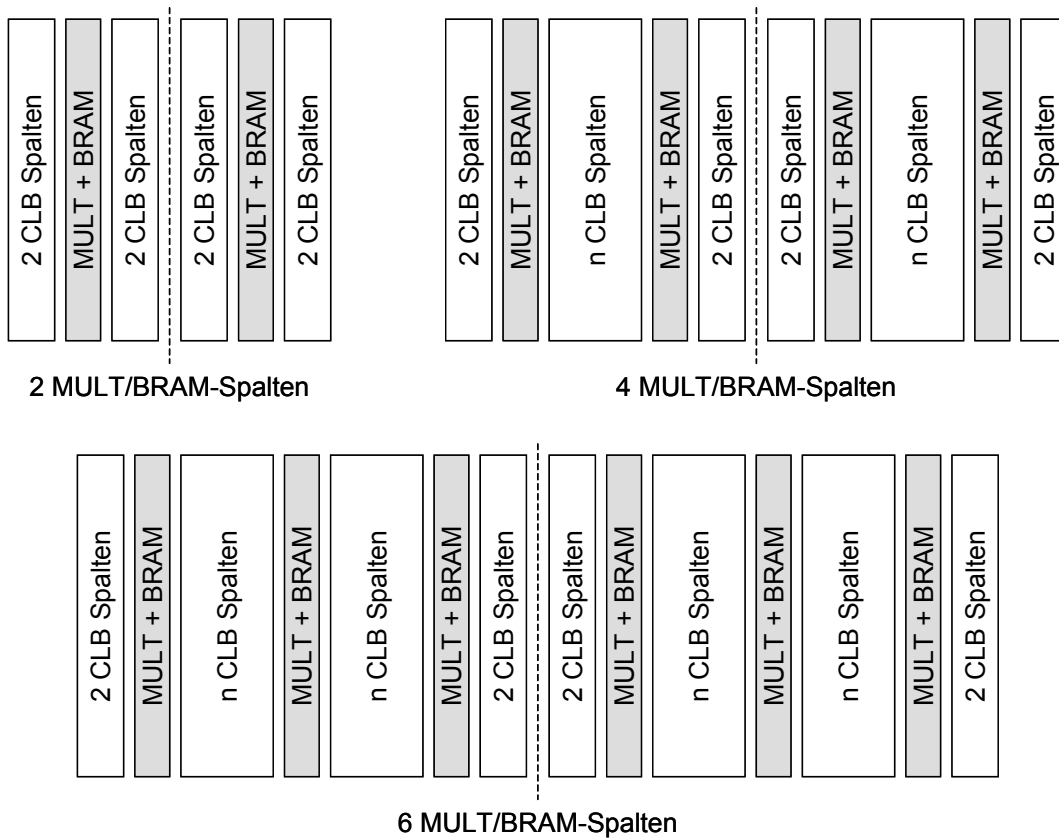 2 CLB Spalten
MULT + BRAM
2 CLB Spalten
2 CLB Spalten
MULT + BRAM
2 CLB Spalten
2 MULT/BRAM-Spalten
2 CLB Spalten
MULT + BRAM
n CLB Spalten
MULT + BRAM
2 CLB Spalten
2 CLB Spalten
MULT + BRAM
n CLB Spalten
MULT + BRAM
2 CLB Spalten
4 MULT/BRAM-Spalten
2 CLB Spalten
MULT + BRAM
n CLB Spalten
MULT + BRAM
n CLB Spalten
MULT + BRAM
2 CLB Spalten
2 CLB Spalten
MULT + BRAM
n CLB Spalten
MULT + BRAM
n CLB Spalten
MULT + BRAM
2 CLB Spalten
6 MULT/BRAM-Spalten